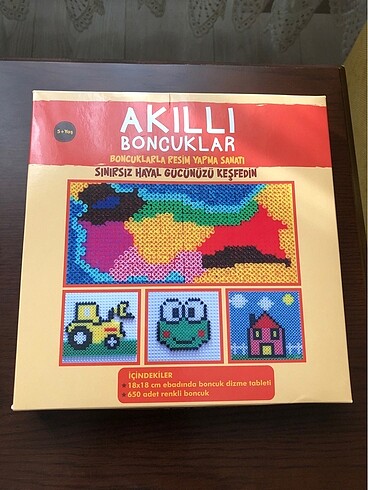 5+Yaş
AKILLI
BONCUKLAR
BONCUKLARLA RESİM YAPMA SANATI
SINIRSIZ HAYAL GÜCÜNÜZÜ KEŞFEDİN
İÇİNDEKİLER
• 18x18 cm ebadında boncuk dizme tableti
• 650 adet renkli boncuk